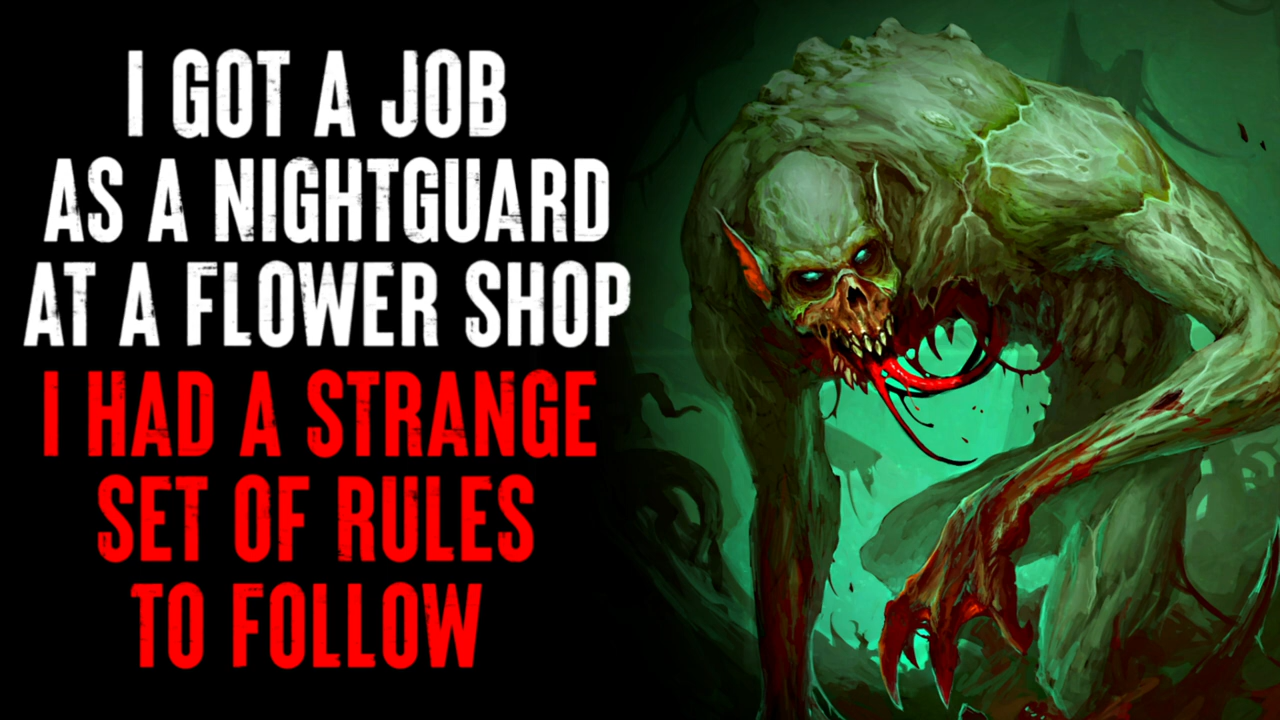 I GOT A JOB
AS A NIGHTGUARD
AT A FLOWER SHOP
I HAD A STRANGE
SET OF RULES
TO FOLLOW